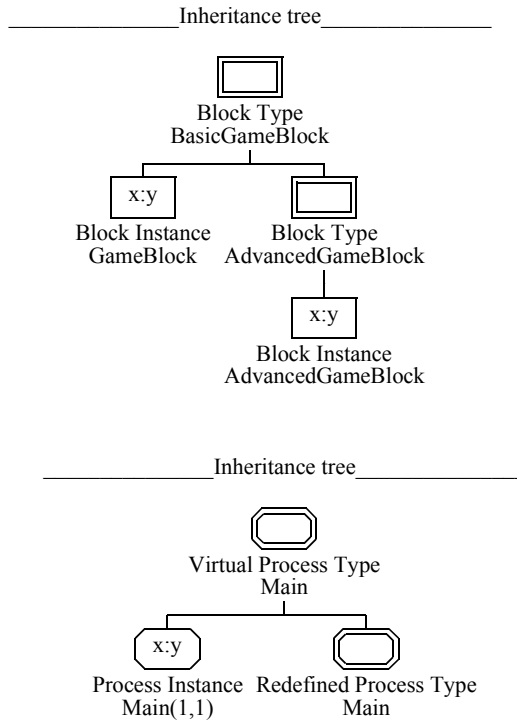 Inheritance tree
Block Type
BasicGameBlock
x:y
Block Instance Block Type
GameBlock AdvancedGameBlock
x:y
Block Instance
AdvancedGameBlock
Inheritance tree
Virtual Process Type
Main
x:y
Process Instance Redefined Process Type
Main(1,1) Main